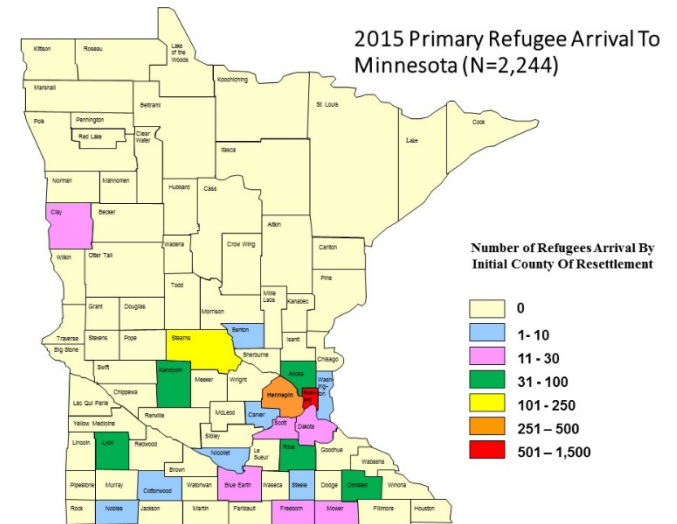 2015 Primary Refugee Arrival To
Minnesota (N=2,244)
Kittson
Roseau
Lake
of the
Woods
Koochiching
Marshall
Beltrami
St. Louis
Polk
Pennington
Red Lake
Clear
Water
Cook
Lake
Itasca
Norman
Mahnomen
Hubbard
Cass
Clay
Becker
Aitkin
Wilkin
Otter Tail
Wadena
Crow Wing
Carlton
Pine
Todd
Mille
Lacs
Kanabec
Grant
Douglas
Morrison
Traverse
Stevens
Pope
Stearns
Benton
Isanti
Big Stone
Sherburne
Chisago
Swift
Kandiyohi
Anoka
Wash-
ing-
ton
Meeker
Wright
Chippewa
Hennepin
Lac Qui Parle
McLeod
Carver
Renville
Scott
Dakota
Yellow Medicine
Sibley
Lincoln
Lyon
Redwood
Nicollet
Le
Sueur
Rice
Goodhue
Wabasha
Brown
Pipestone
Murray
Cottonwood
Watonwan
Blue Earth
Waseca
Steele
Dodge
Olmsted
Winona
Rock
Nobles
Jackson
Martin
Faribault
Freeborn
Mower
Fillmore
Houston
Number of Refugees Arrival By
Initial County Of Resettlement
0
1- 10
11 - 30
31 - 100
101 - 250
251 – 500
501 – 1,500